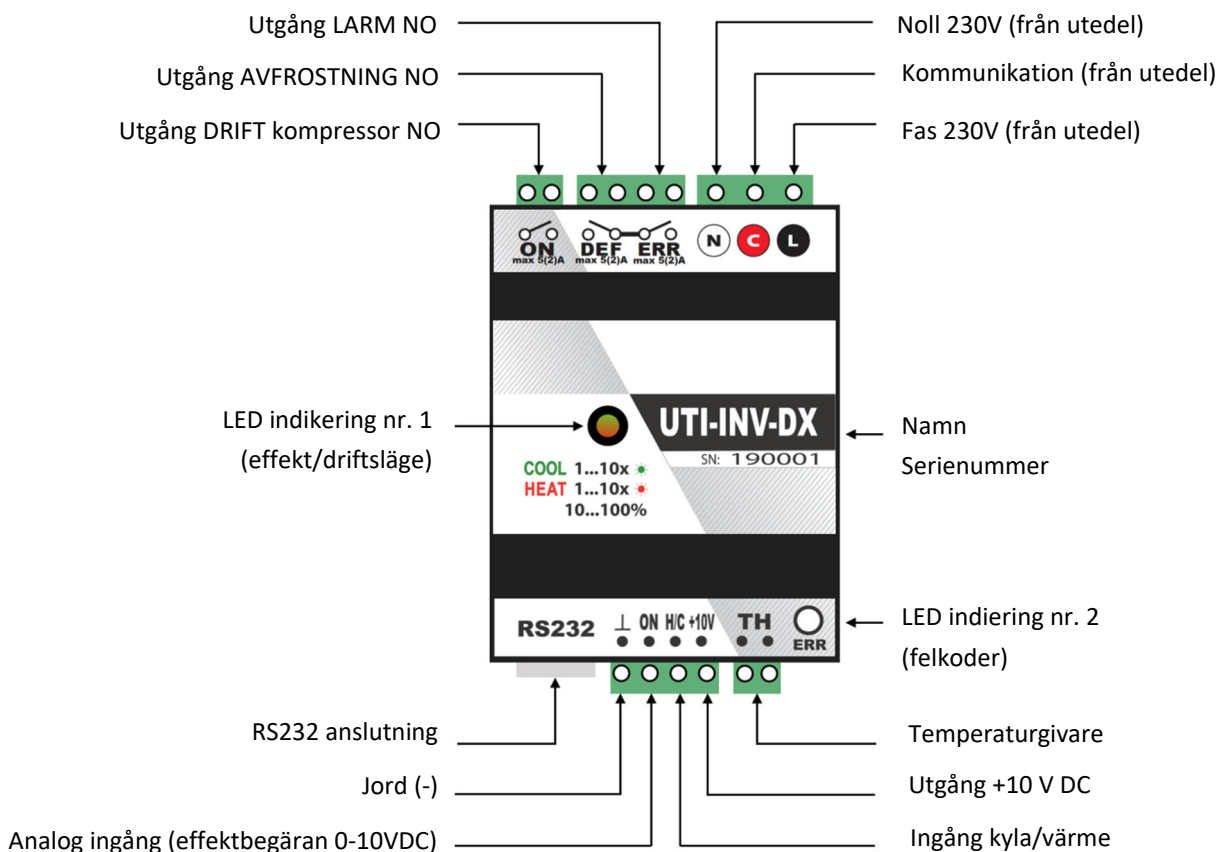 Utgång LARM NO
Noll 230V (från utedel)
Utgång AVFROSTNING NO
Kommunikation (från utedel)
Utgång DRIFT kompressor NO
Fas 230V (från utedel)
ON
max 5(2)A
DEF
max 5(2)A
ERR
max 5(2)A
N
C
L
LED indikering nr. 1
(effekt/driftsläge)
UTI-INV-DX
SN: 190001
COOL 1...10x
HEAT 1...10x
10...100%
Namn
Serienummer
RS232
⊥ ON H/C +10V
TH
ERR
LED indiering nr. 2
(felkoder)
RS232 anslutning
Temperaturgivare
Jord (-)
Utgång +10 V DC
Analog ingång (effektbegäran 0-10VDC)
Ingång kyla/värme